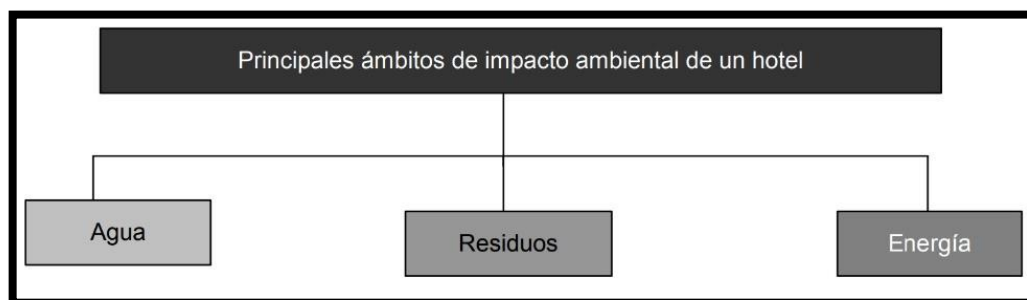 Principales ámbitos de impacto ambiental de un hotel
Agua
Residuos
Energía